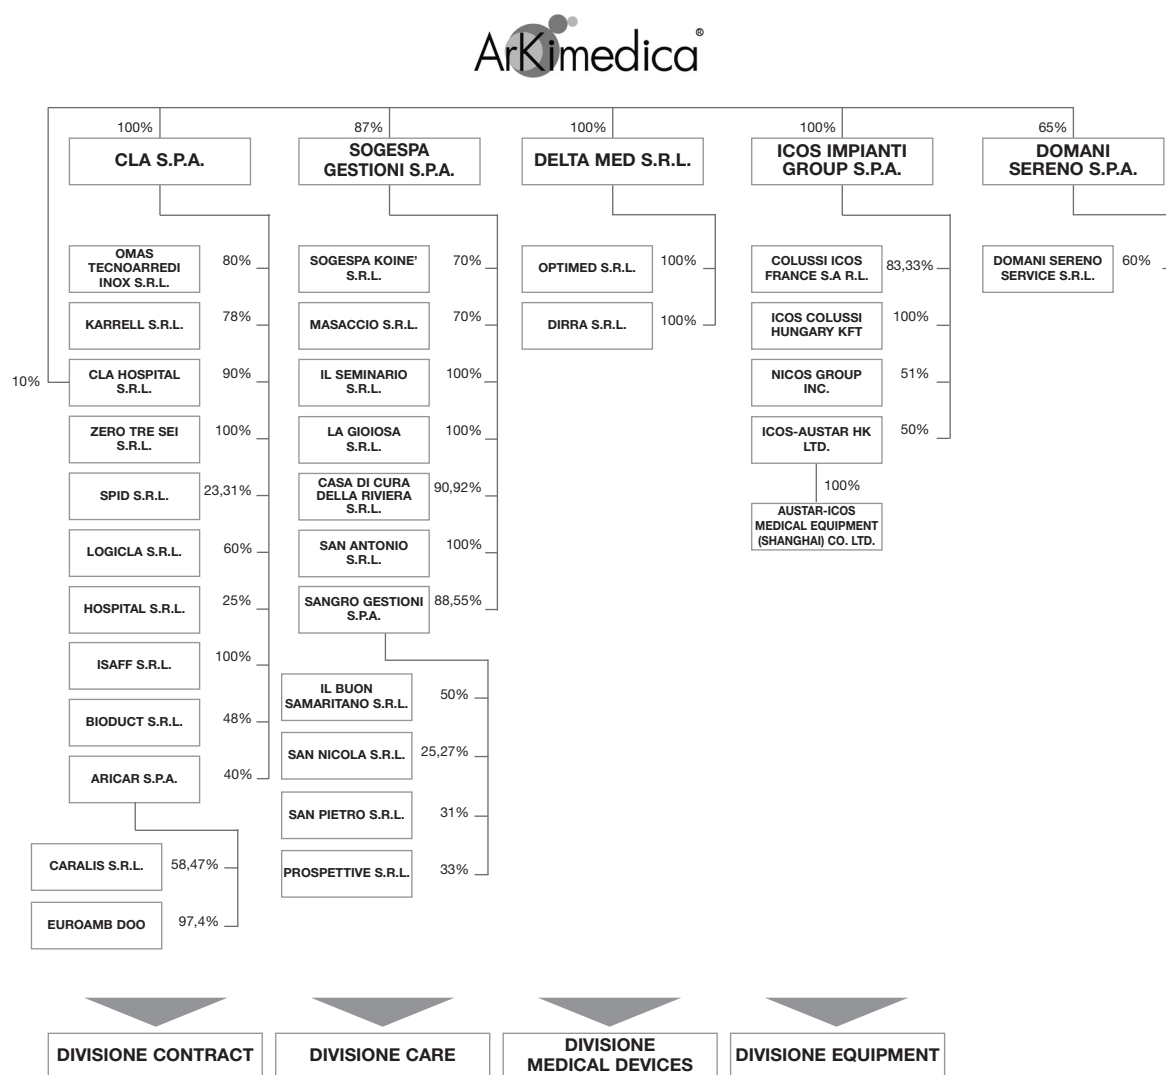 ArKimedica®
100%
CLA S.P.A.
87%
SOGESPA
GESTIONI S.P.A.
100%
DELTA MED S.R.L.
100%
ICOS IMPIANTI
GROUP S.P.A.
65%
DOMANI
SERENO S.P.A.
OMAS
TECNOARREDI
INOX S.R.L.
80%
KARRELL S.R.L.
78%
10%
CLA HOSPITAL
S.R.L.
90%
ZERO TRE SEI
S.R.L.
100%
SPID S.R.L.
23,31%
LOGICLA S.R.L.
60%
HOSPITAL S.R.L.
25%
ISAFF S.R.L.
100%
BIODUCT S.R.L.
48%
ARICAR S.P.A.
40%
CARALIS S.R.L.
58,47%
EUROAMB DOO
97,4%
SOGESPA KOINE’
S.R.L.
70%
MASACCIO S.R.L.
70%
IL SEMINARIO
S.R.L.
100%
LA GIOIOSA
S.R.L.
100%
CASA DI CURA
DELLA RIVIERA
S.R.L.
90,92%
SAN ANTONIO
S.R.L.
100%
SANGRO GESTIONI
S.P.A.
88,55%
IL BUON
SAMARITANO S.R.L.
50%
SAN NICOLA S.R.L.
25,27%
SAN PIETRO S.R.L.
31%
PROSPETTIVE S.R.L.
33%
OPTIMED S.R.L.
100%
DIRRA S.R.L.
100%
COLUSSI ICOS
FRANCE S.A R.L.
83,33%
ICOS COLUSSI
HUNGARY KFT
100%
NICOS GROUP
INC.
51%
ICOS-AUSTAR HK
LTD.
50%
100%
AUSTAR-ICOS
MEDICAL EQUIPMENT
(SHANGHAI) CO. LTD.
DOMANI SERENO
SERVICE S.R.L.
60%
DIVISIONE CONTRACT
DIVISIONE CARE
DIVISIONE
MEDICAL DEVICES
DIVISIONE EQUIPMENT